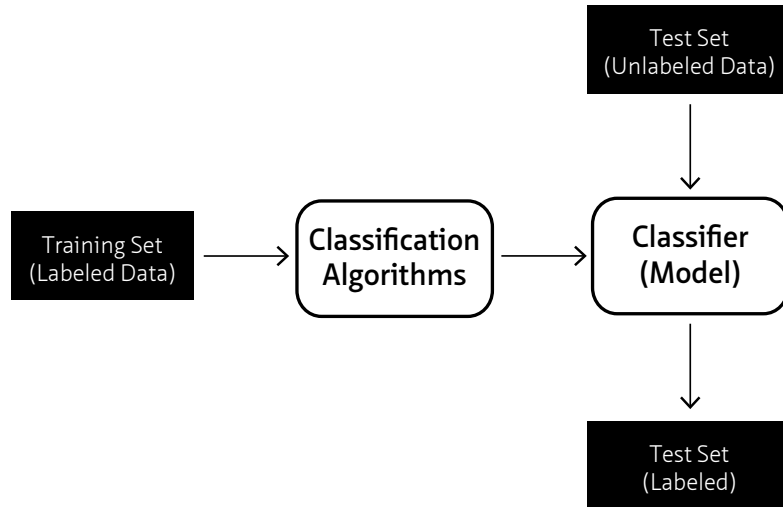 Test Set
(Unlabeled Data)
Training Set
(Labeled Data)
Classification
Algorithms
Classifier
(Model)
Test Set
(Labeled)